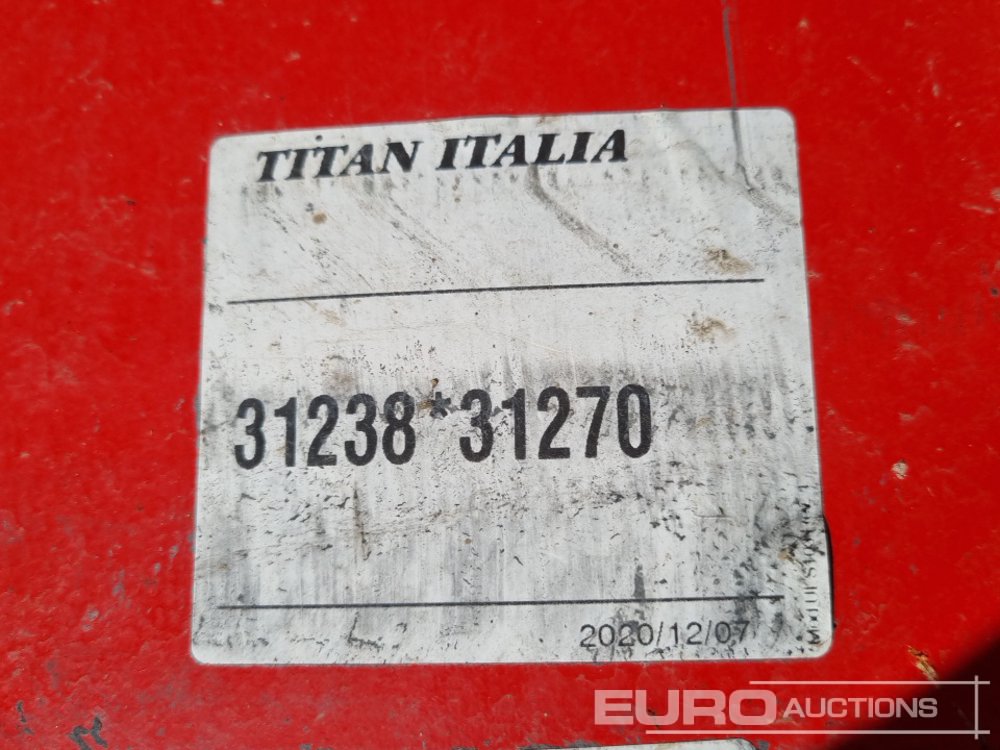 TITAN ITALIA
31238*31270
2020/12/07
EURO AUCTIONS